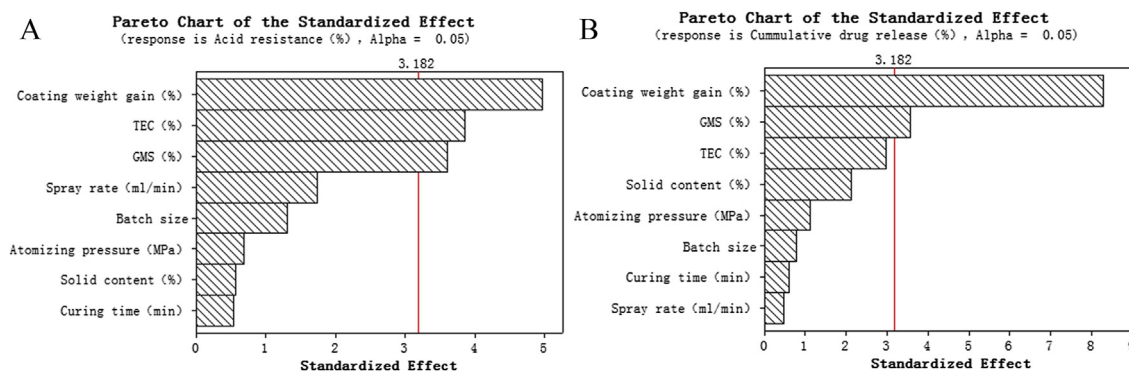 A
Pareto Chart of the Standardized Effect
(response is Acid resistance (%) , Alpha = 0.05)
3.182
Coating weight gain (%)
TEC (%)
GMS (%)
Spray rate (ml/min)
Batch size
Atomizing pressure (MPa)
Solid content (%)
Curing time (min)
0 1 2 3 4 5
Standardized Effect
B
Pareto Chart of the Standardized Effect
(response is Cummulative drug release (%) , Alpha = 0.05)
3.182
Coating weight gain (%)
GMS (%)
TEC (%)
Solid content (%)
Atomizing pressure (MPa)
Batch size
Curing time (min)
Spray rate (ml/min)
0 1 2 3 4 5 6 7 8 9
Standardized Effect